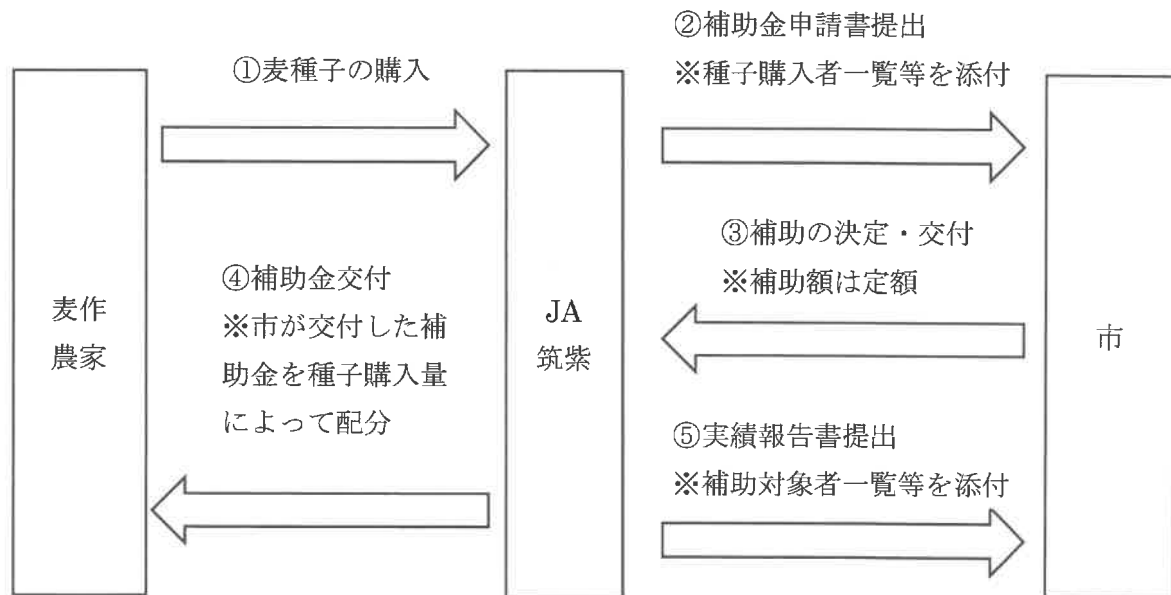 ①麦種子の購入
②補助金申請書提出
※種子購入者一覧等を添付
③補助の決定・交付
※補助額は定額
④補助金交付
※市が交付した補
助金を種子購入量
によって配分
麦作
農家
JA
筑紫
市
⑤実績報告書提出
※補助対象者一覧等を添付